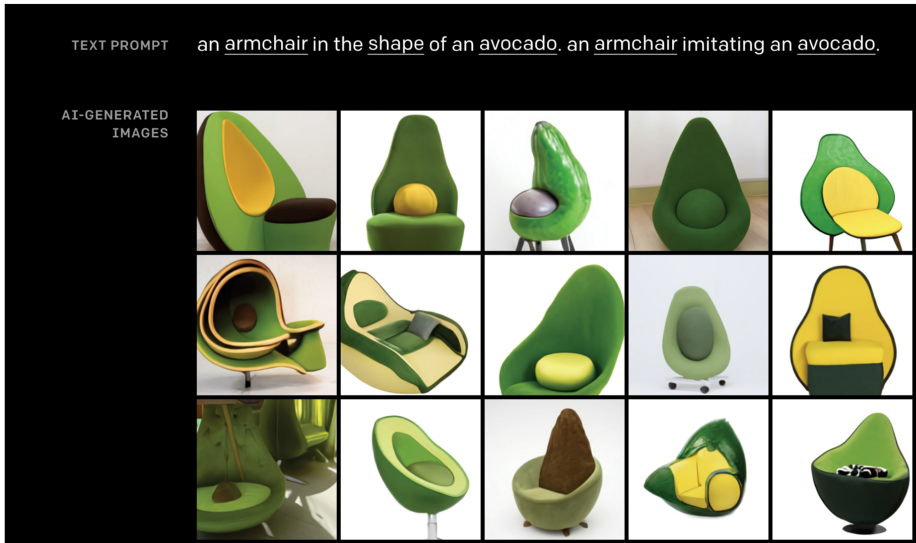 TEXT PROMPT
an armchair in the shape of an avocado. an armchair imitating an avocado.
AI-GENERATED
IMAGES